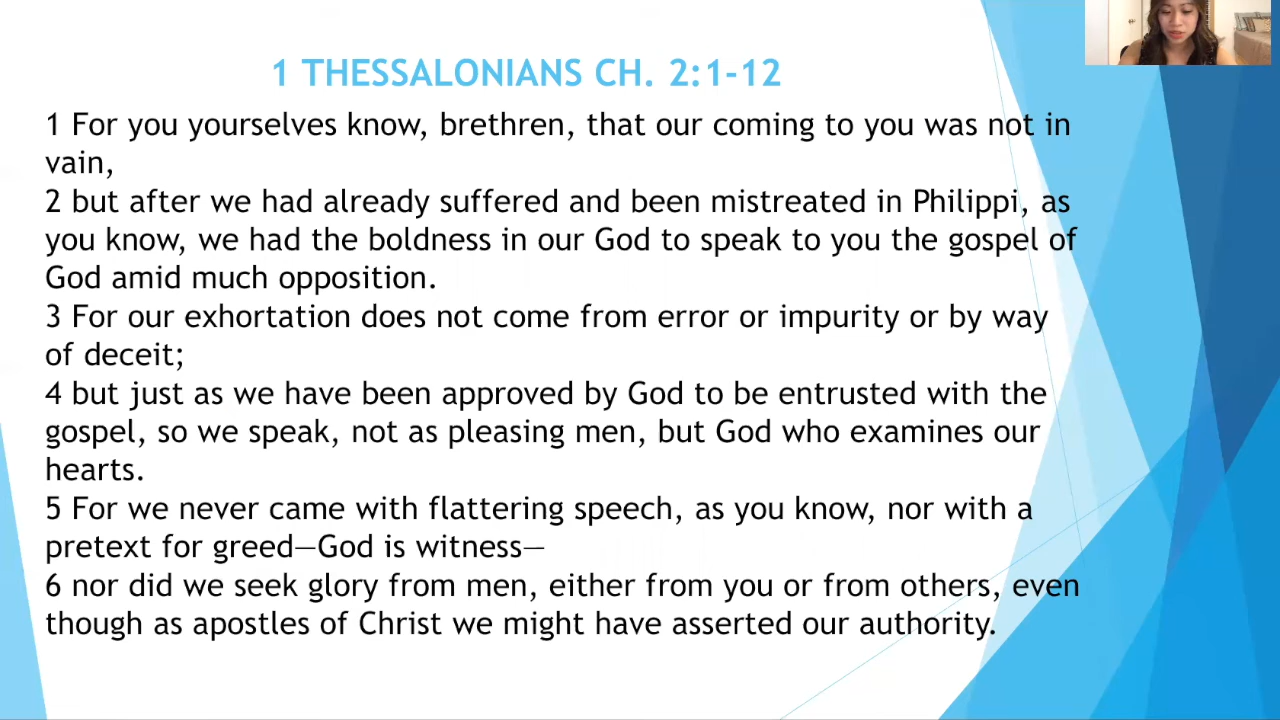 1 THESSALONIANS CH. 2:1-12
1 For you yourselves know, brethren, that our coming to you was not in
vain,
2 but after we had already suffered and been mistreated in Philippi, as
you know, we had the boldness in our God to speak to you the gospel of
God amid much opposition.
3 For our exhortation does not come from error or impurity or by way
of deceit;
4 but just as we have been approved by God to be entrusted with the
gospel, so we speak, not as pleasing men, but God who examines our
hearts.
5 For we never came with flattering speech, as you know, nor with a
pretext for greed—God is witness—
6 nor did we seek glory from men, either from you or from others, even
though as apostles of Christ we might have asserted our authority.